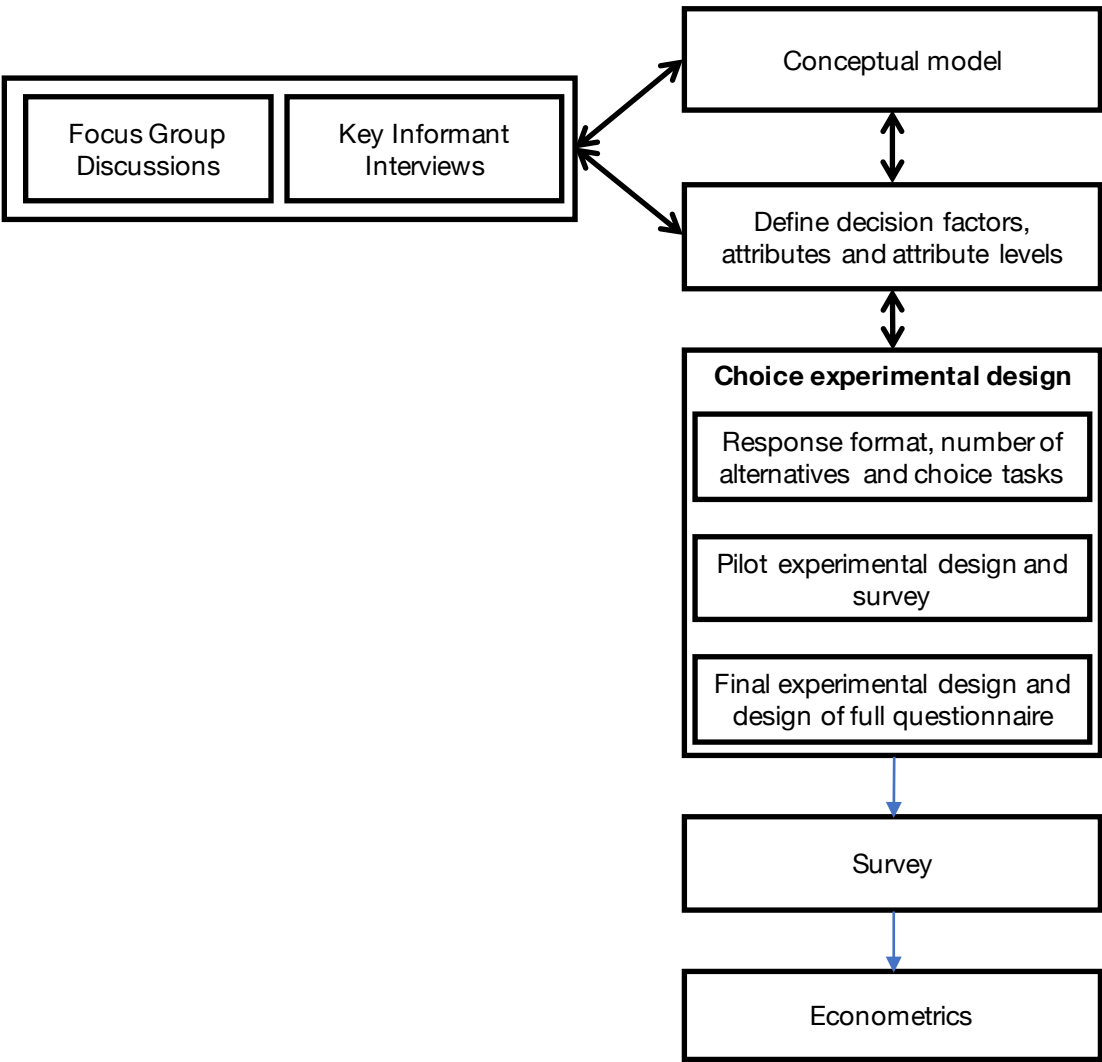 Conceptual model
Focus Group
Discussions
Key Informant
Interviews
Define decision factors,
attributes and attribute levels
Choice experimental design
Response format, number of
alternatives and choice tasks
Pilot experimental design and
survey
Final experimental design and
design of full questionnaire
Survey
Econometrics